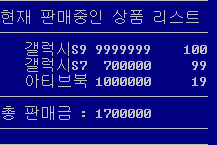 현재 판매중인 상품 리스트
갤럭시S9 9999999 100
갤럭시S7 700000 99
아티브북 1000000 19
총 판매금 : 1700000